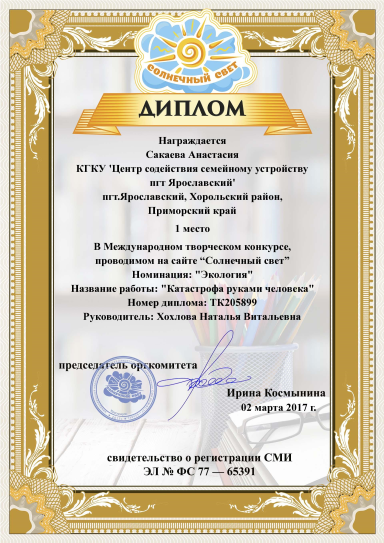 СОЛНЕЧНЫЙ СВЕТ
ДИПЛОМ
Награждается
Сакаева Анастасия
КГКУ 'Центр содействия семейному устройству
пгт Ярославский'
пгт.Ярославский, Хорольский район,
Приморский край
1 место
В Международном творческом конкурсе,
проводимом на сайте “Солнечный свет”
Номинация: "Экология"
Название работы: "Катастрофа руками человека"
Номер диплома: ТК205899
Руководитель: Хохлова Наталья Витальевна
председатель оргкомитета
Ирина Космынина
02 марта 2017 г.
свидетельство о регистрации СМИ
ЭЛ № ФС 77 — 65391